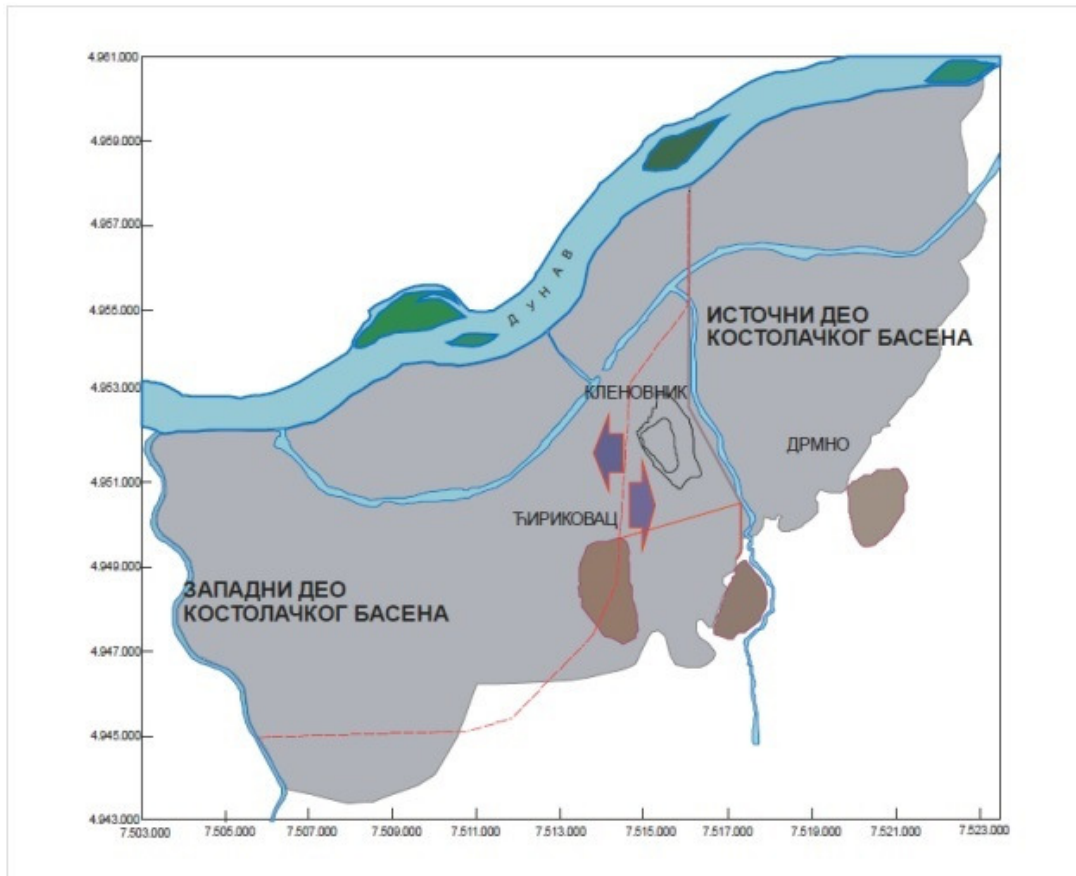 4.961.000
4.959.000
4.957.000
4.955.000
4.953.000
4.951.000
4.949.000
4.947.000
4.945.000
4.943.000
ДУНАВ
ИСТОЧНИ ДЕО
КОСТОЛАЧКОГ БАСЕНА
КЛЕНОВНИК
ДРМНО
ЋИРИКОВАЦ
ЗАПАДНИ ДЕО
КОСТОЛАЧКОГ БАСЕНА
7.503.000 7.505.000 7.507.000 7.509.000 7.511.000 7.513.000 7.515.000 7.517.000 7.519.000 7.521.000 7.523.000